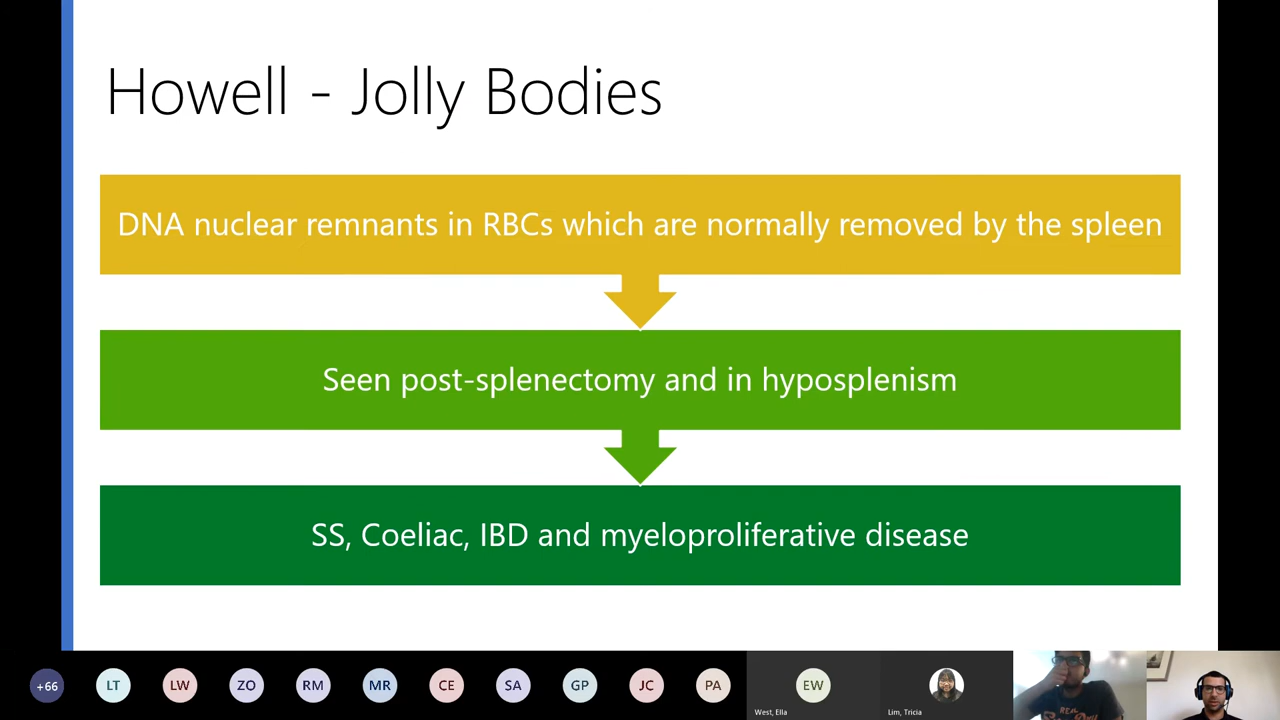 Howell - Jolly Bodies
DNA nuclear remnants in RBCs which are normally removed by the spleen
Seen post-splenectomy and in hyposplenism
SS, Coeliac, IBD and myeloproliferative disease
+66
LT
LW
ZO
RM
MR
CE
SA
GP
JC
PA
EW
West, Ella
Lim, Tricia